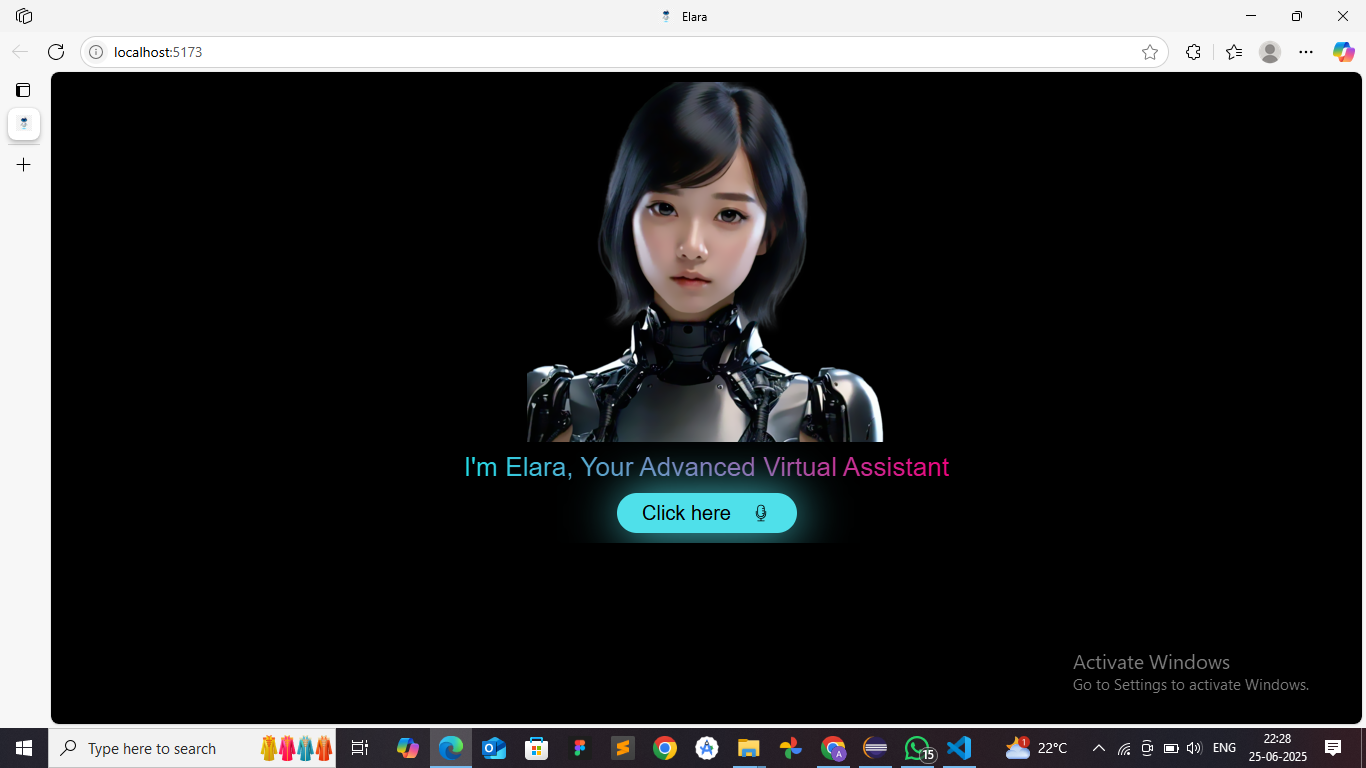 Elara
localhost:5173
I'm Elara, Your Advanced Virtual Assistant
Click here
Activate Windows
Go to Settings to activate Windows.
Type here to search
A
15
1
22°C
ENG
22:28
25-06-2025